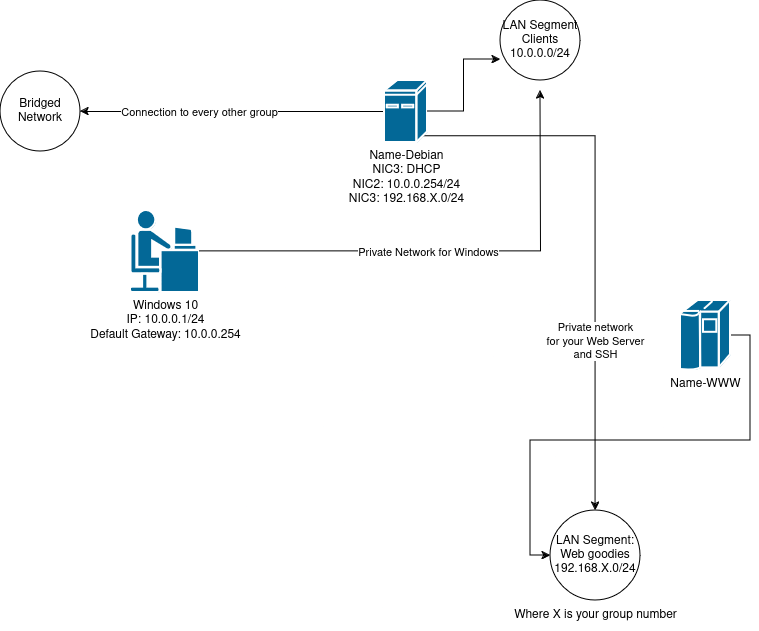 LAN Segment
Clients
10.0.0.0/24
Bridged
Network
Connection to every other group
Name-Debian
NIC3: DHCP
NIC2: 10.0.0.254/24
NIC3: 192.168.X.0/24
Private Network for Windows
Windows 10
IP: 10.0.0.1/24
Default Gateway: 10.0.0.254
Private network
for your Web Server
and SSH
Name-WWW
LAN Segment:
Web goodies
192.168.X.0/24
Where X is your group number